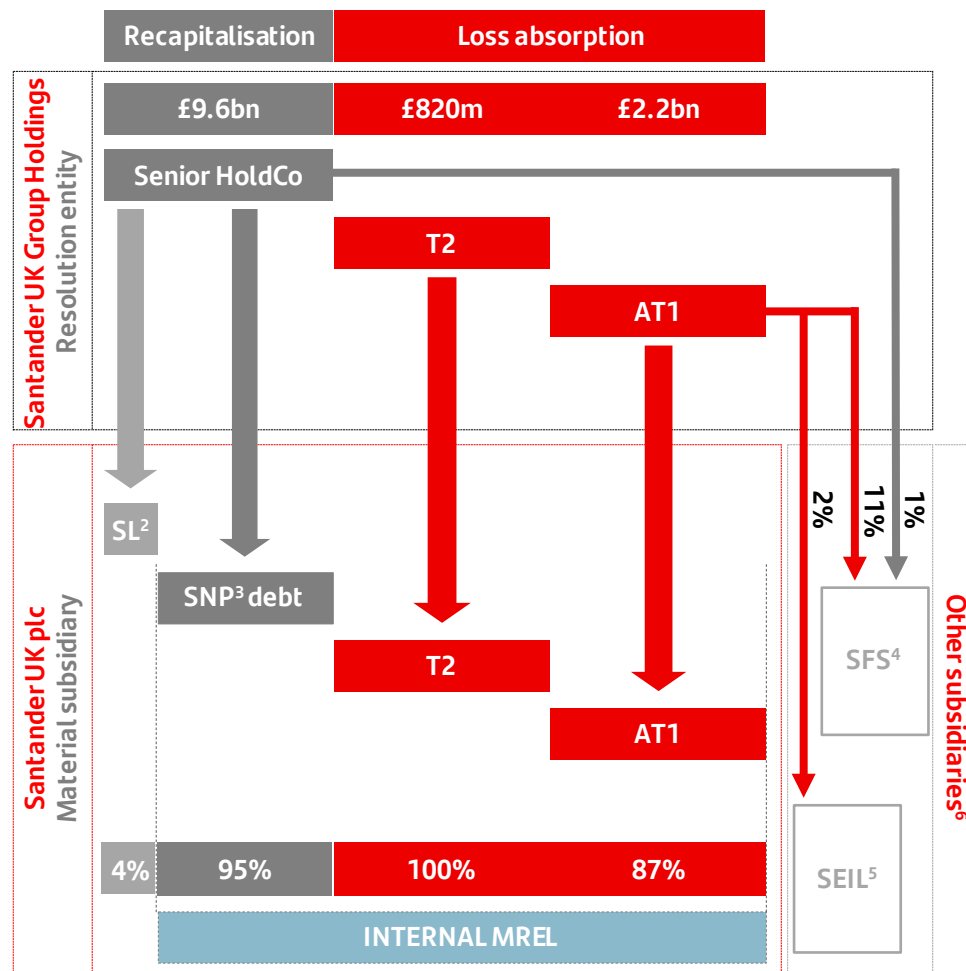 Recapitalisation
Loss absorption
Santander UK Group Holdings
Resolution entity
£9.6bn
£820m
£2.2bn
Senior HoldCo
T2
AT1
Santander UK plc
Material subsidiary
SL²
SNP³ debt
T2
AT1
2%
11%
1%
SFS⁴
SEIL⁵
Other subsidiaries⁶
4%
95%
100%
87%
INTERNAL MREL